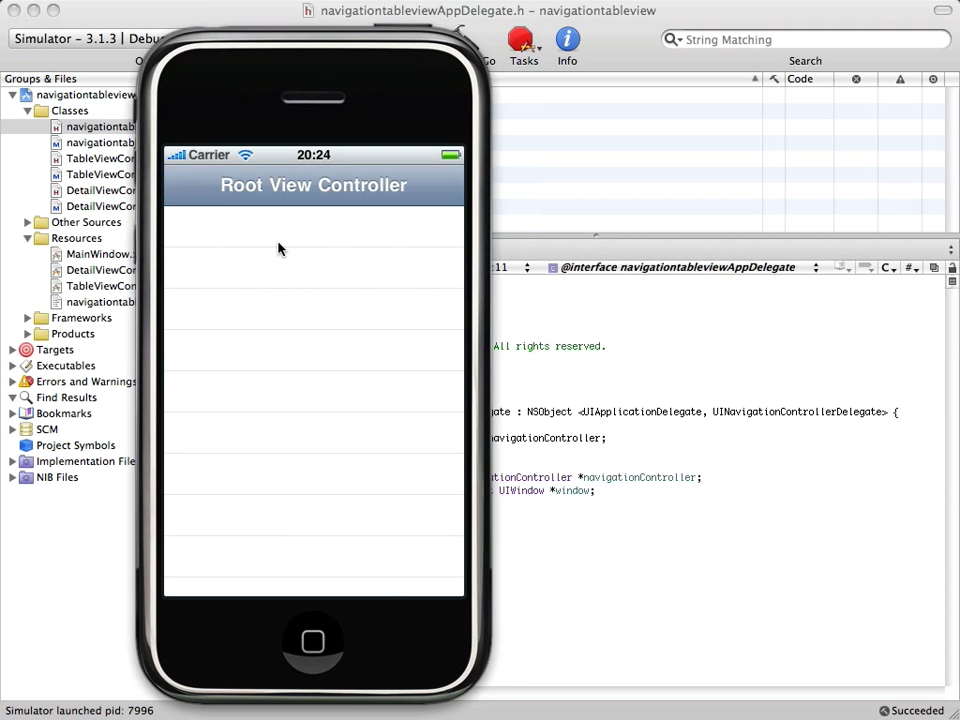 navigationtableviewAppDelegate.h – navigationtableview
Simulator – 3.1.3 | Debu
Go
Tasks
Info
String Matching
Search
Groups & Files
Code
navigationtableview
Classes
navigationtab
navigationtab
TableViewCon
TableViewCon
DetailViewCon
DetailViewCon
Other Sources
Resources
MainWindow.
DetailViewCon
TableViewCon
navigationtab
Frameworks
Products
Targets
Executables
Errors and Warnings
Find Results
Bookmarks
SCM
Project Symbols
Implementation File
NIB Files
Carrier
20:24
Root View Controller
:11
@interface navigationtableviewAppDelegate
C
#
All rights reserved.
gate : NSObject <UIApplicationDelegate, UINavigationControllerDelegate> {
navigationController;
ationController *navigationController;
UIWindow *window;
Simulator launched pid: 7996
Succeeded